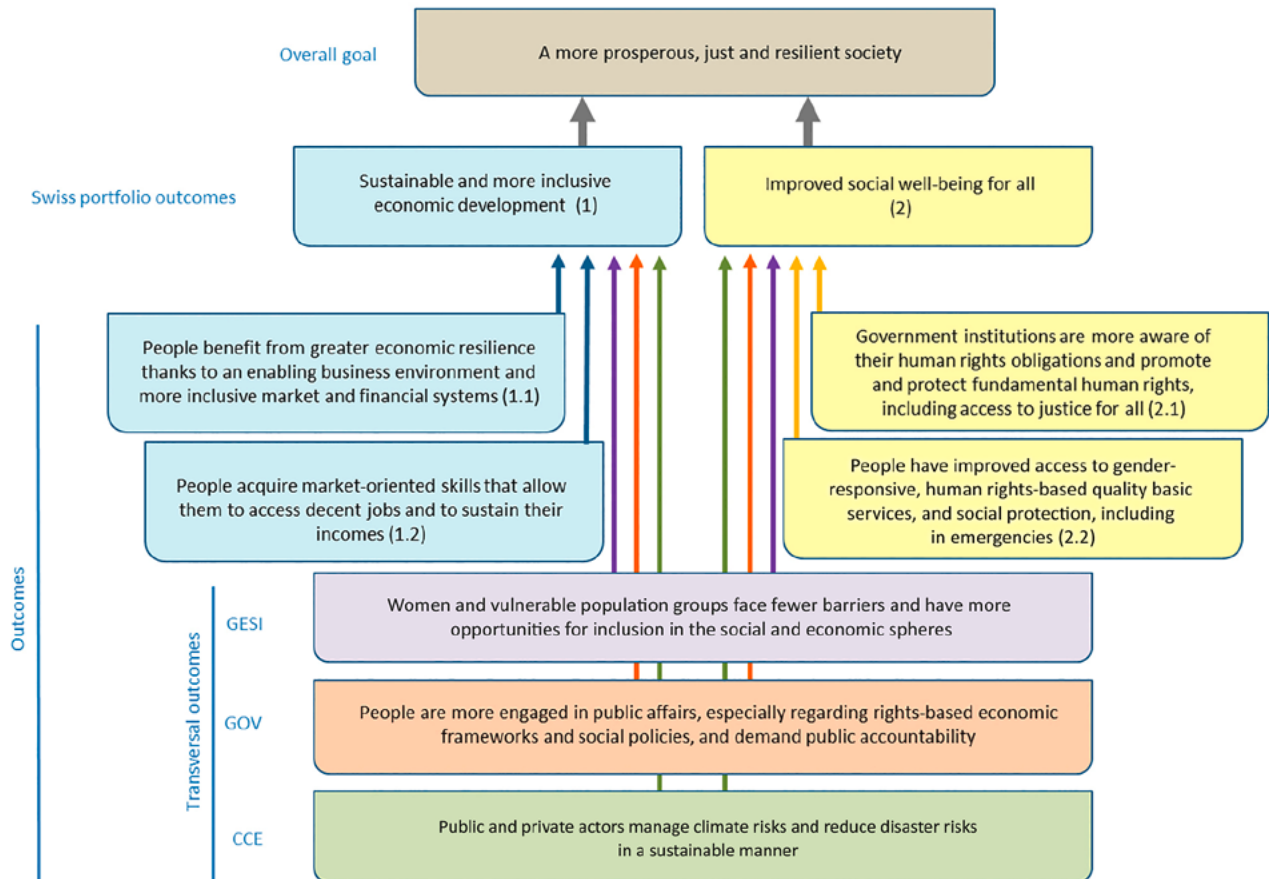 Overall goal
A more prosperous, just and resilient society
Swiss portfolio outcomes
Sustainable and more inclusive
economic development (1)
Improved social well-being for all
(2)
Outcomes
People benefit from greater economic resilience
thanks to an enabling business environment and
more inclusive market and financial systems (1.1)
Government institutions are more aware of
their human rights obligations and promote
and protect fundamental human rights,
including access to justice for all (2.1)
People acquire market-oriented skills that allow
them to access decent jobs and to sustain their
incomes (1.2)
People have improved access to gender-
responsive, human rights-based quality basic
services, and social protection, including
in emergencies (2.2)
Transversal outcomes
GESI
Women and vulnerable population groups face fewer barriers and have more
opportunities for inclusion in the social and economic spheres
GOV
People are more engaged in public affairs, especially regarding rights-based economic
frameworks and social policies, and demand public accountability
CCE
Public and private actors manage climate risks and reduce disaster risks
in a sustainable manner